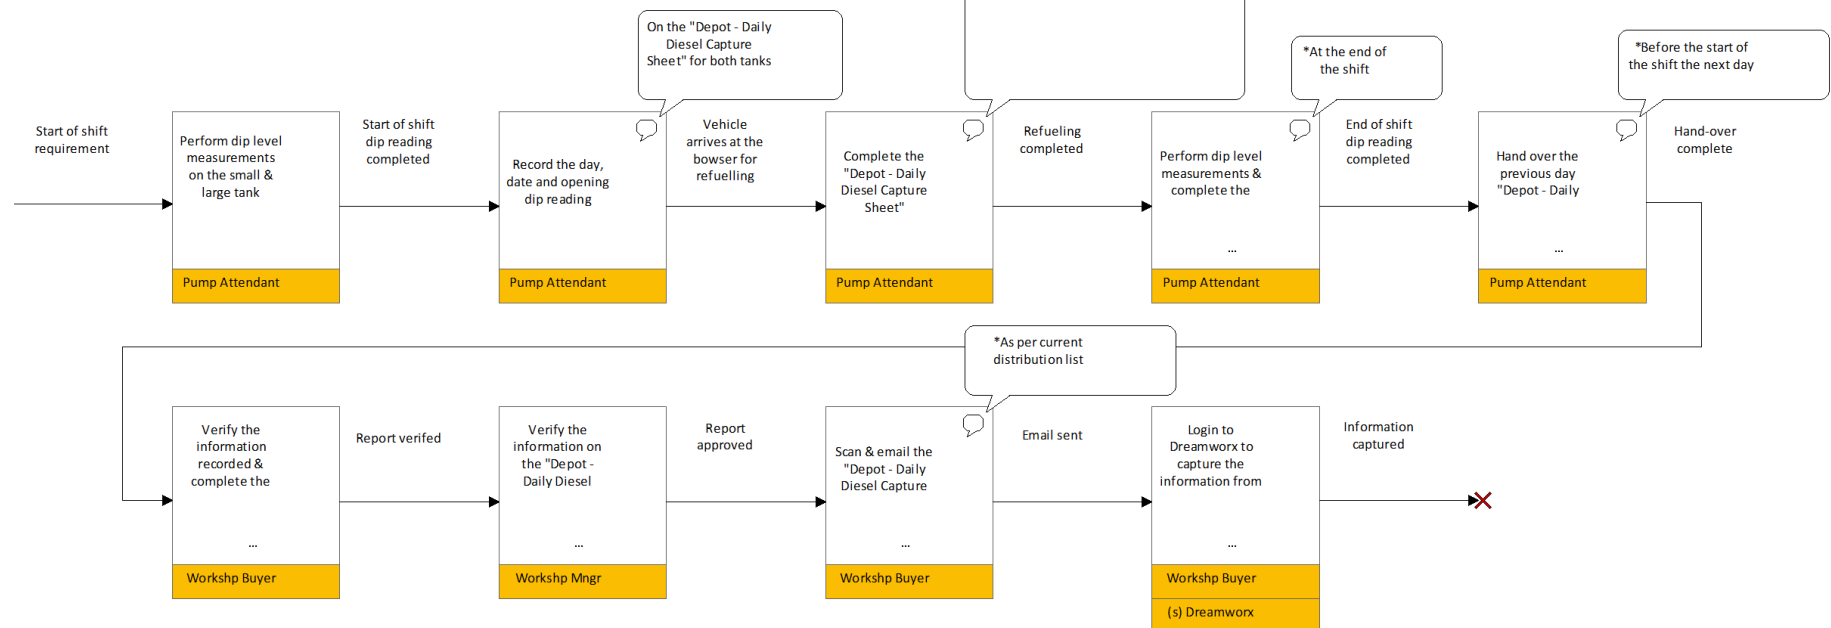 On the "Depot - Daily
Diesel Capture
Sheet" for both tanks
*At the end of
the shift
*Before the start of
the shift the next day
Start of shift
requirement
Perform dip level
measurements
on the small &
large tank
Pump Attendant
Start of shift
dip reading
completed
Record the day,
date and opening
dip reading
Pump Attendant
Vehicle
arrives at the
bowser for
refuelling
Complete the
"Depot - Daily
Diesel Capture
Sheet"
Pump Attendant
Refueling
completed
Perform dip level
measurements &
complete the
...
Pump Attendant
End of shift
dip reading
completed
Hand over the
previous day
"Depot - Daily
...
Pump Attendant
Hand-over
complete
*As per current
distribution list
Verify the
information
recorded &
complete the
...
Workshp Buyer
Report verifed
Verify the
information on
the "Depot -
Daily Diesel
...
Workshp Mngr
Report
approved
Scan & email the
"Depot - Daily
Diesel Capture
...
Workshp Buyer
Email sent
Login to
Dreamworx to
capture the
information from
...
Workshp Buyer
(s) Dreamworx
Information
captured